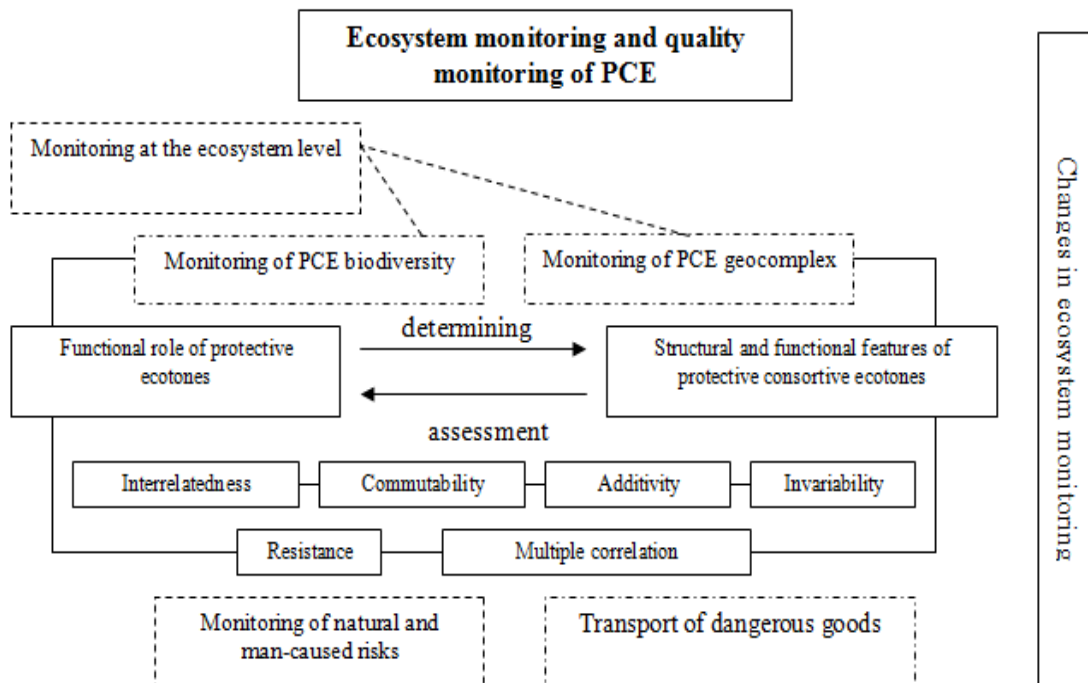 Ecosystem monitoring and quality
monitoring of PCE
Monitoring at the ecosystem level
Monitoring of PCE biodiversity
Monitoring of PCE geocomplex
determining
Functional role of protective
ecotones
Structural and functional features of
protective consortive ecotones
assessment
Interrelatedness
Commutability
Additivity
Invariability
Resistance
Multiple correlation
Monitoring of natural and
man-caused risks
Transport of dangerous goods
Changes in ecosystem monitoring